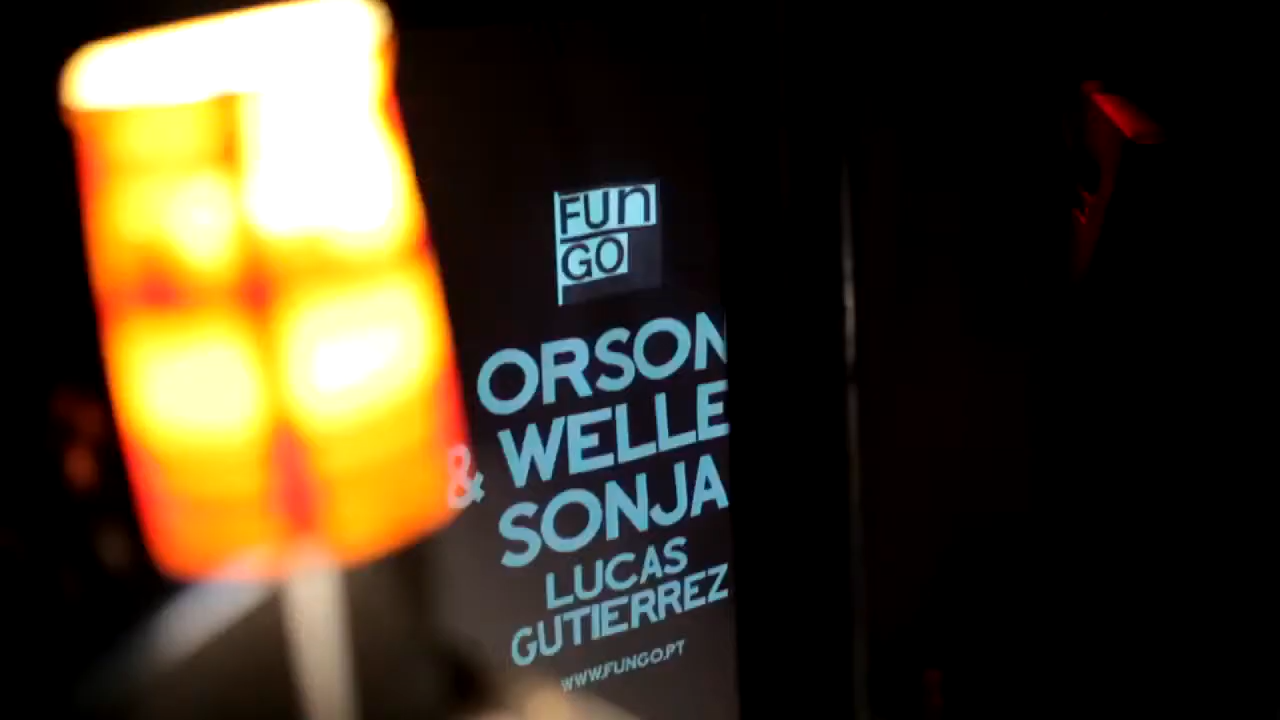 FUn
GO
ORSON
& WELLE
SONJA
LUCAS
GUTIERREZ
WWW.FUNGO.PT